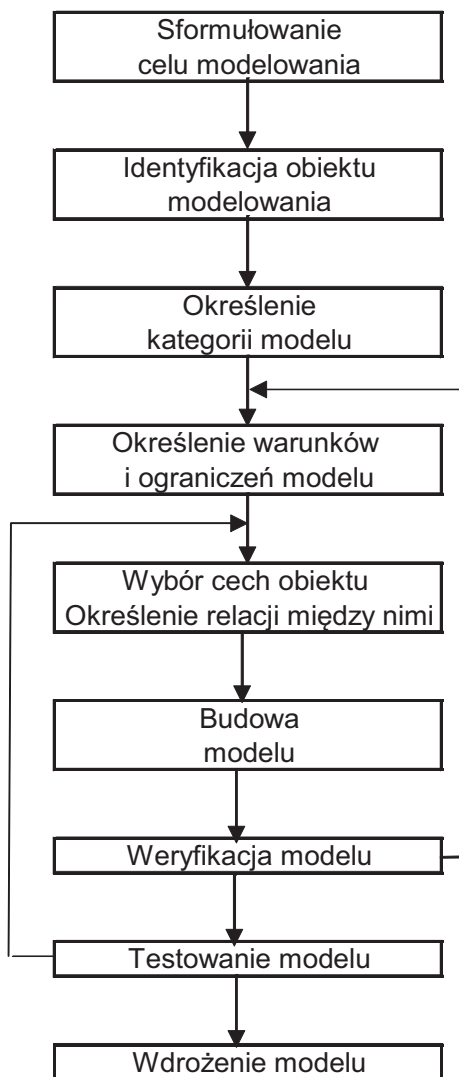 Sformułowanie
celu modelowania
Identyfikacja obiektu
modelowania
Określenie
kategorii modelu
Określenie warunków
i ograniczeń modelu
Wybór cech obiektu
Określenie relacji między nimi
Budowa
modelu
Weryfikacja modelu
Testowanie modelu
Wdrożenie modelu